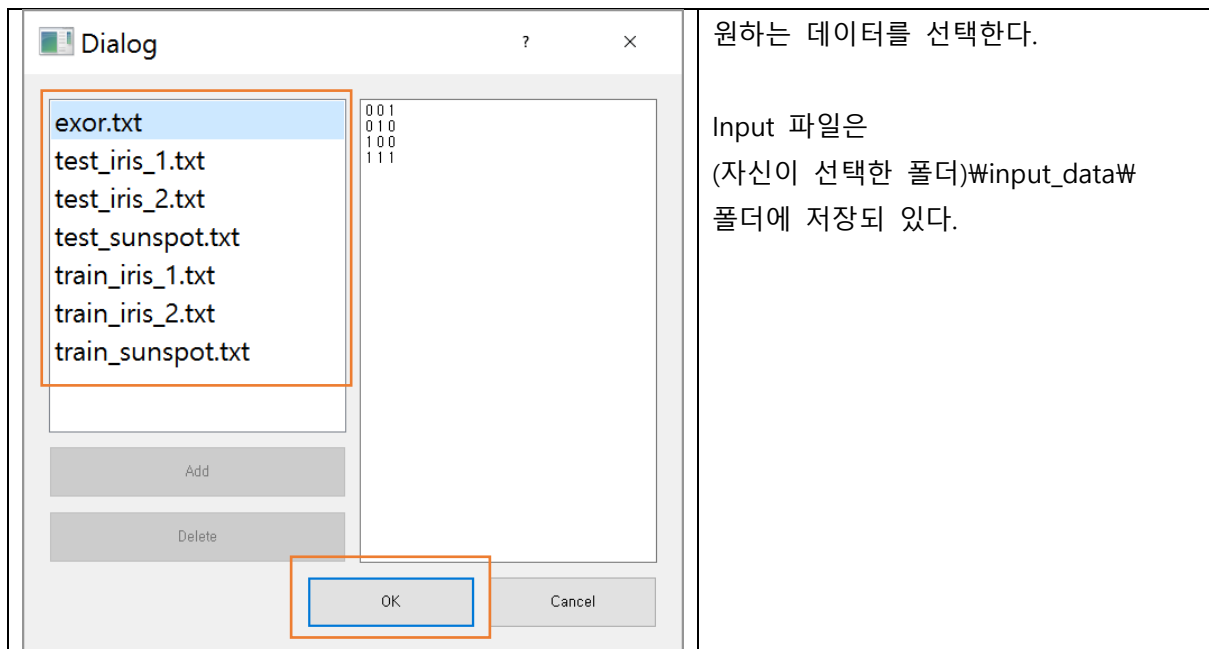 Dialog
?
×
exor.txt
test_iris_1.txt
test_iris_2.txt
test_sunspot.txt
train_iris_1.txt
train_iris_2.txt
train_sunspot.txt
0 0 1
0 1 0
1 0 0
1 1 1
Add
Delete
OK
Cancel
원하는 데이터를 선택한다.
Input 파일은
(자신이 선택한 폴더)₩input_data₩
폴더에 저장되 있다.